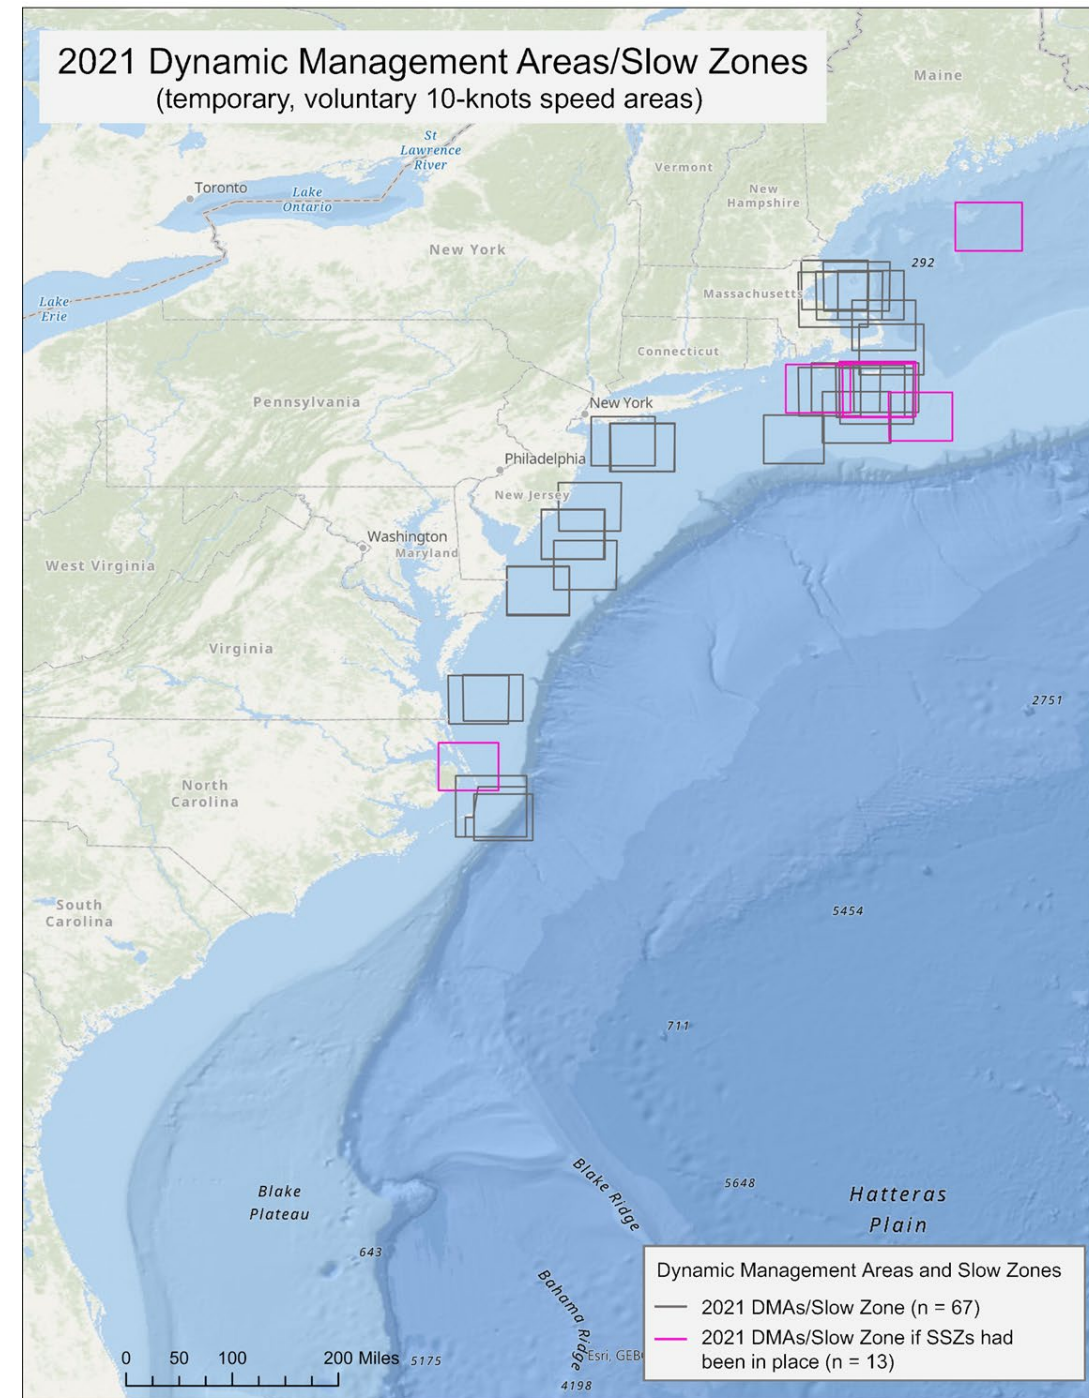 2021 Dynamic Management Areas/Slow Zones
(temporary, voluntary 10-knots speed areas)
Maine
St
Lawrence
River
Vermont
Toronto
Lake
Ontario
New
Hampshire
New York
292
Lake
Erie
Massachusetts
Connecticut
Pennsylvania
New York
Philadelphia
New Jersey
Washington
Maryland
West Virginia
Virginia
2751
North
Carolina
South
Carolina
5454
711
Blake
Plateau
Blake Ridge
5648
Hatteras
Plain
643
Bahama Ridge
Dynamic Management Areas and Slow Zones
2021 DMAs/Slow Zone (n = 67)
2021 DMAs/Slow Zone if SSZs had
been in place (n = 13)
0 50 100 200 Miles
5175
Esri, GEB
4198